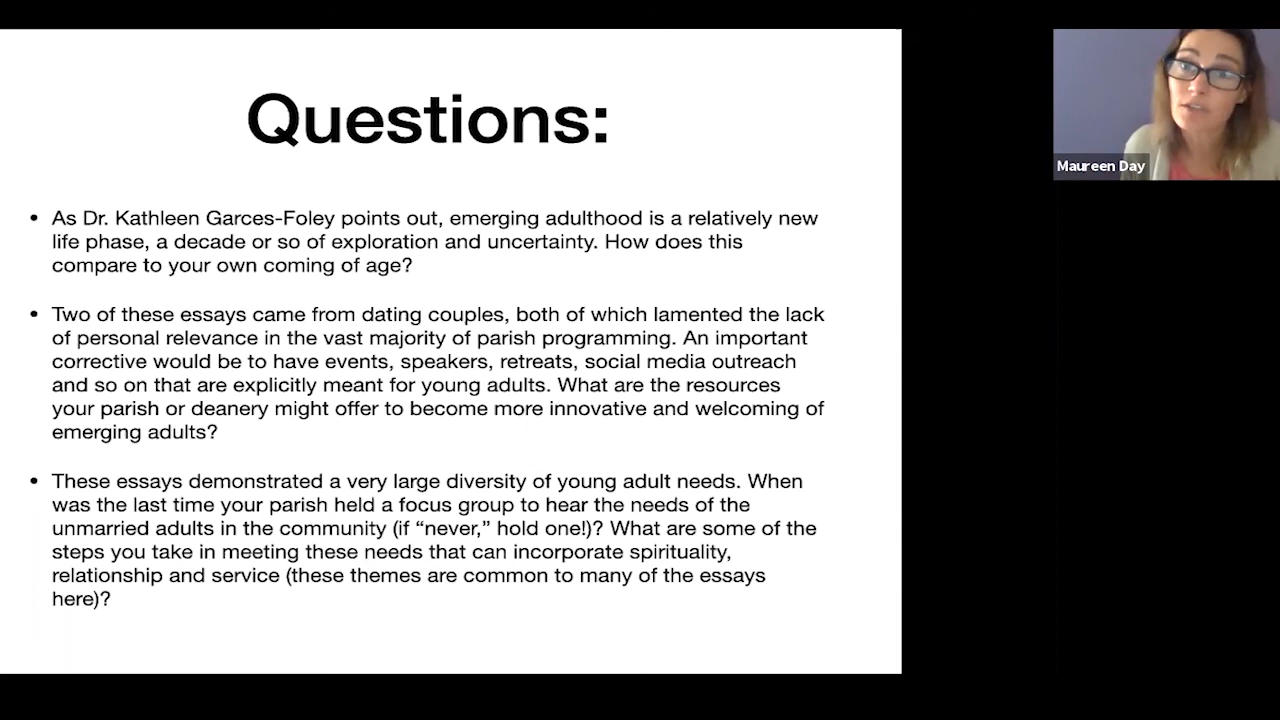 Questions:
• As Dr. Kathleen Garces-Foley points out, emerging adulthood is a relatively new
life phase, a decade or so of exploration and uncertainty. How does this
compare to your own coming of age?
• Two of these essays came from dating couples, both of which lamented the lack
of personal relevance in the vast majority of parish programming. An important
corrective would be to have events, speakers, retreats, social media outreach
and so on that are explicitly meant for young adults. What are the resources
your parish or deanery might offer to become more innovative and welcoming of
emerging adults?
• These essays demonstrated a very large diversity of young adult needs. When
was the last time your parish held a focus group to hear the needs of the
unmarried adults in the community (if “never,” hold one!)? What are some of the
steps you take in meeting these needs that can incorporate spirituality,
relationship and service (these themes are common to many of the essays
here)?
Maureen Day